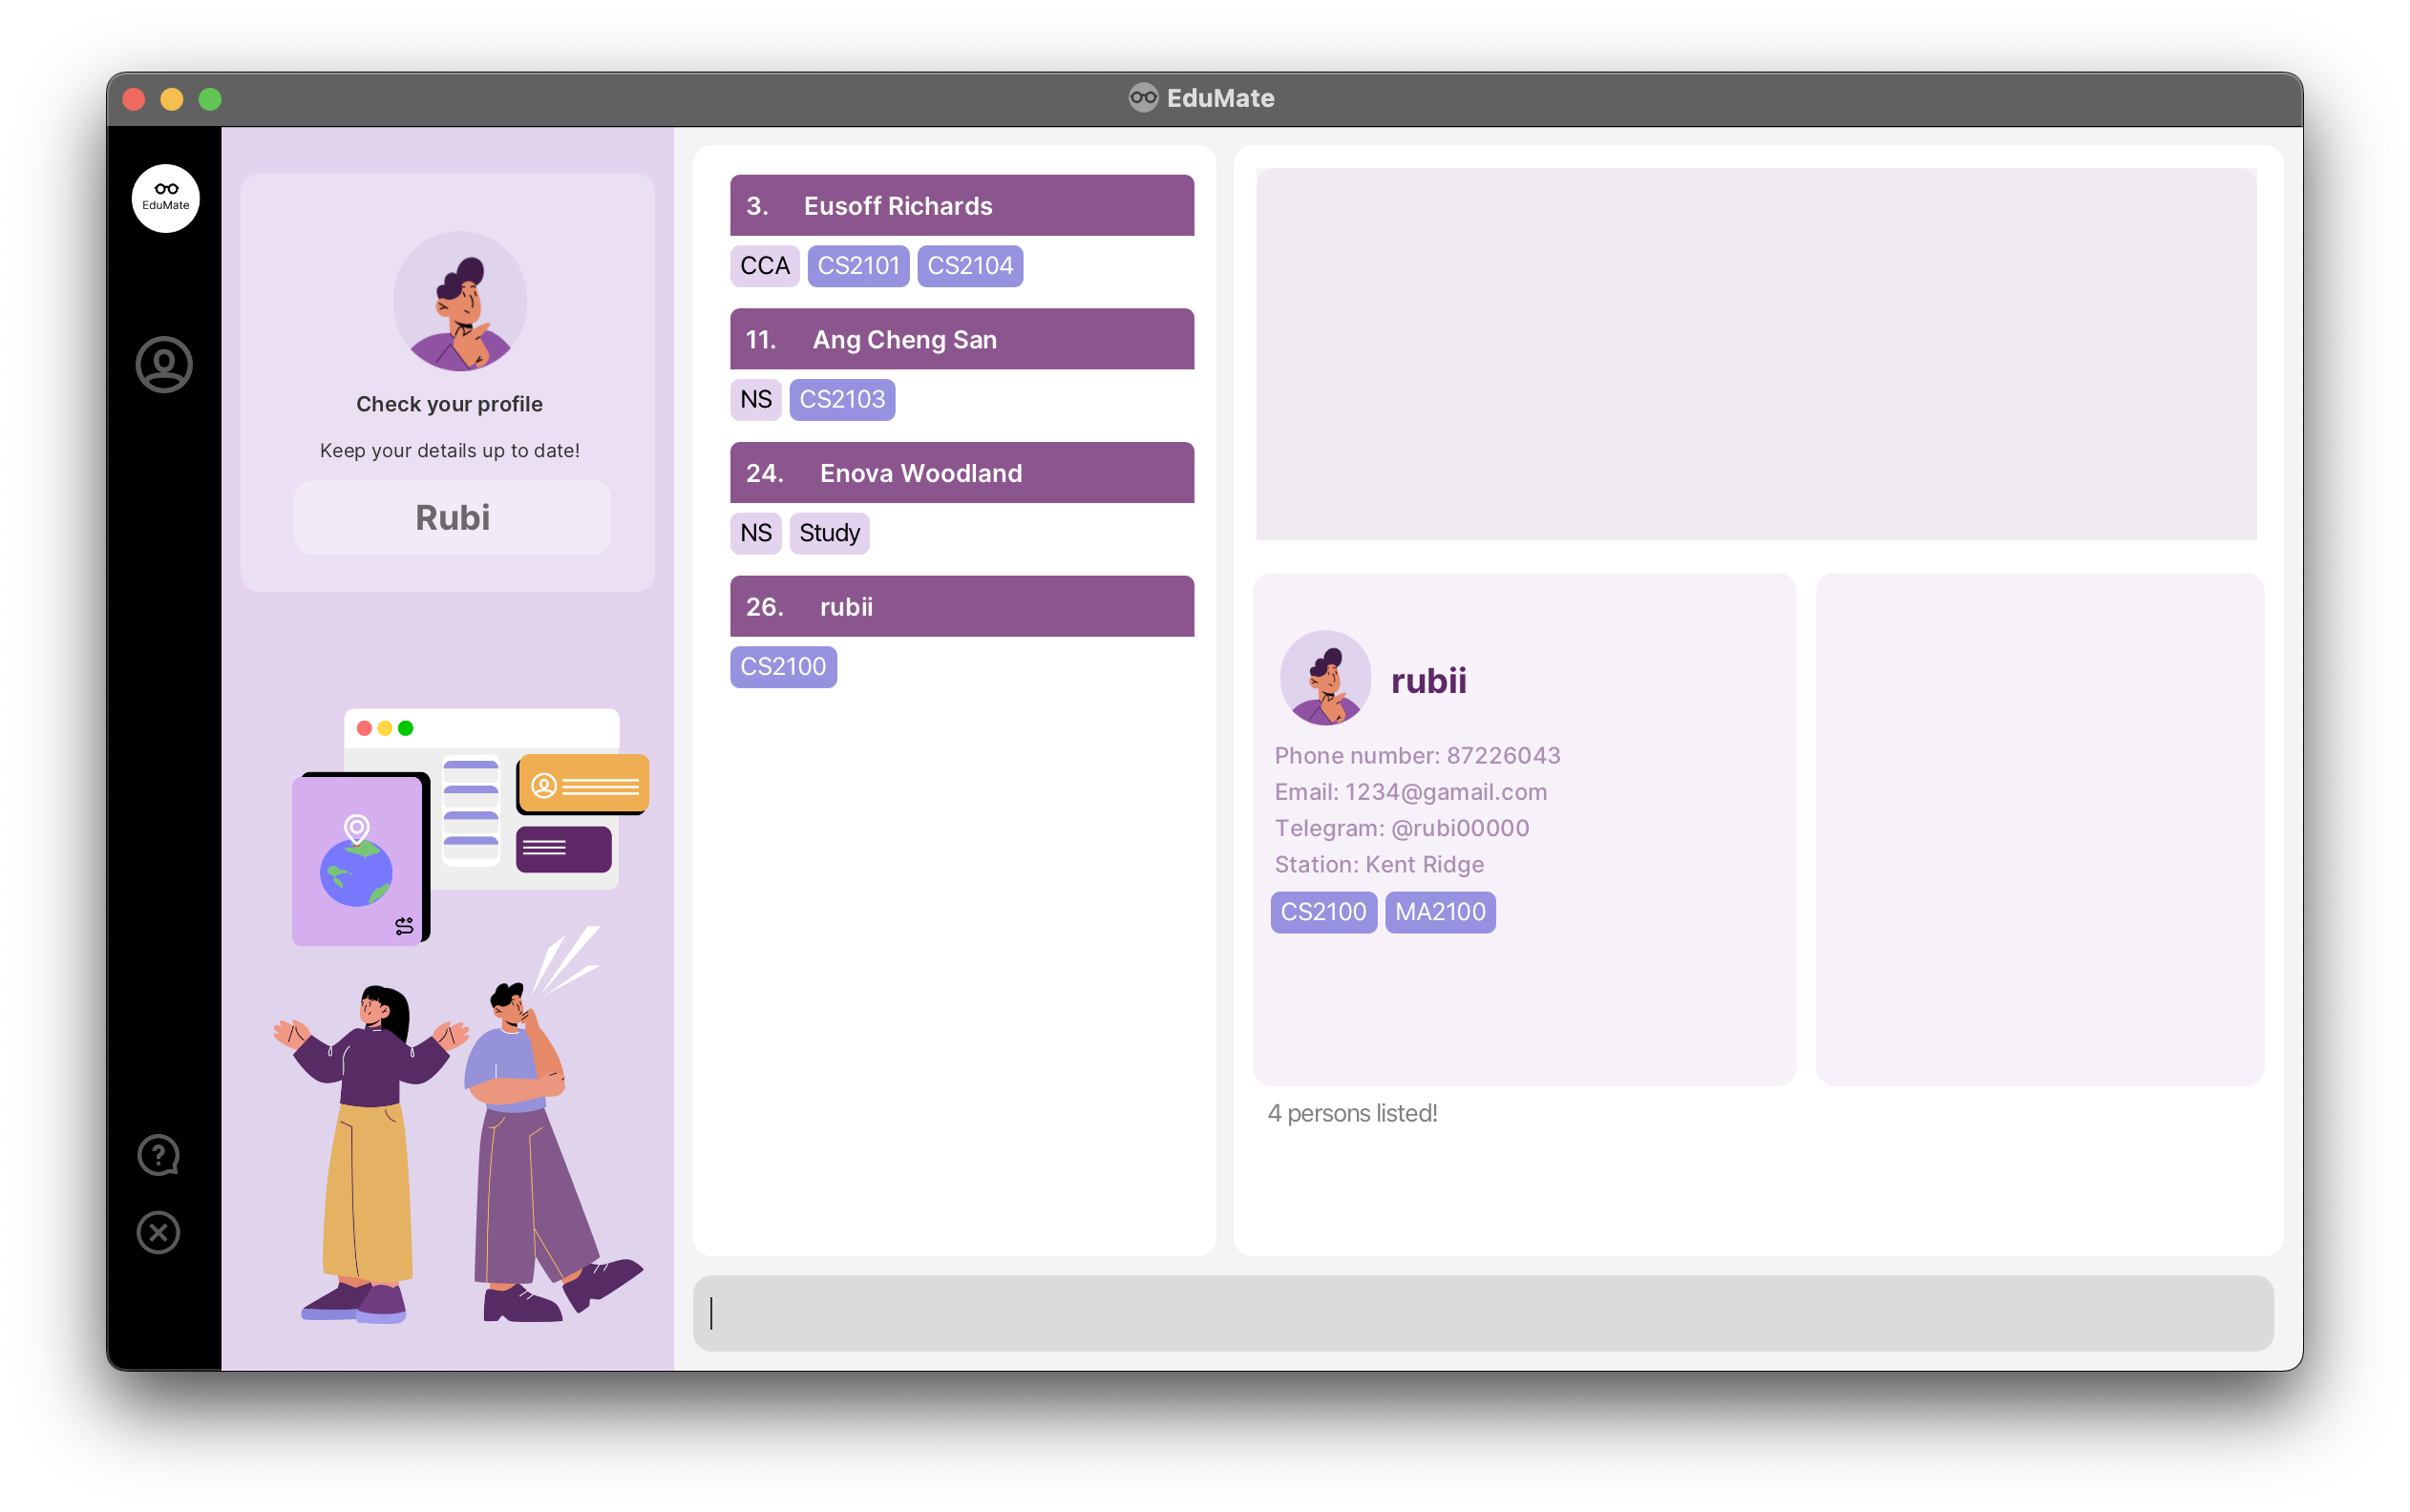 EduMate
EduMate
Check your profile
Keep your details up to date!
Rubi
3. Eusoff Richards
CCA CS2101 CS2104
11. Ang Cheng San
NS CS2103
24. Enova Woodland
NS Study
26. rubii
CS2100
rubii
Phone number: 87226043
Email: 1234@gamail.com
Telegram: @rubi00000
Station: Kent Ridge
CS2100 MA2100
4 persons listed!